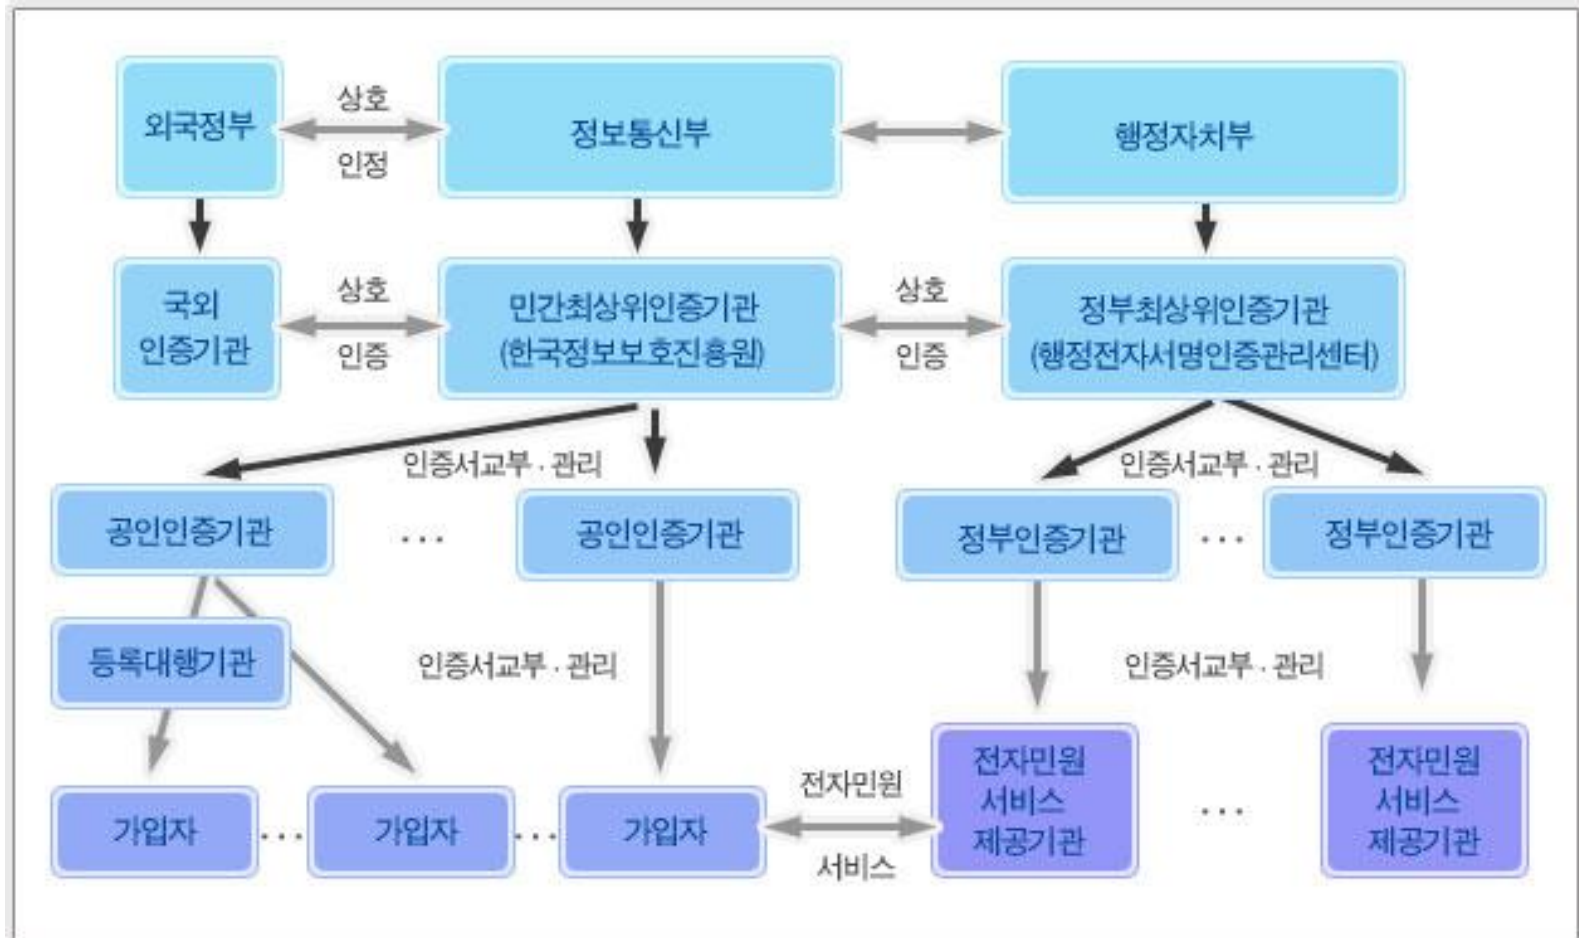 외국정부
상호
인정
정보통신부
행정자치부
국외
인증기관
상호
인증
민간최상위인증기관
(한국정보보호진흥원)
상호
인증
정부최상위인증기관
(행정전자서명인증관리센터)
인증서교부 · 관리
인증서교부 · 관리
공인인증기관
...
공인인증기관
정부인증기관
...
정부인증기관
등록대행기관
인증서교부 · 관리
인증서교부 · 관리
가입자
...
가입자
...
가입자
전자민원
서비스
전자민원
서비스
제공기관
...
전자민원
서비스
제공기관